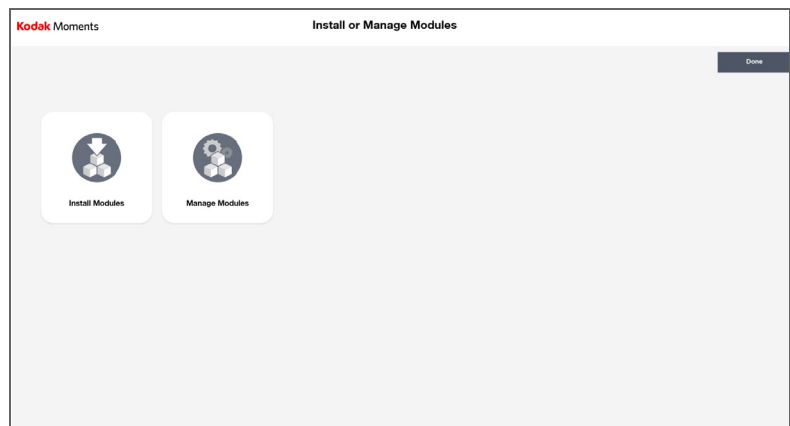 Kodak Moments
Install or Manage Modules
Done
Install Modules
Manage Modules